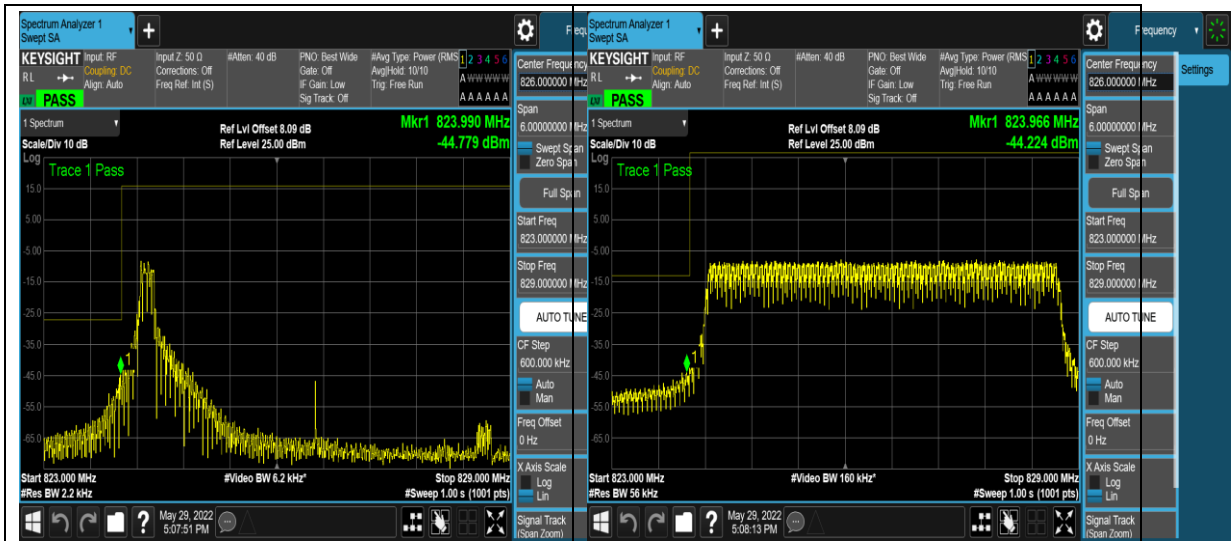 Spectrum Analyzer 1
Swept SA
KEYSIGHT
RL
PASS
Input: RF
Coupling: DC
Align: Auto
Input Z: 50 Ω
Corrections: Off
Freq Ref: Int (S)
#Atten: 40 dB
PNO: Best Wide
Gate: Off
IF Gain: Low
Sig Track: Off
#Avg Type: Power (RMS
Avg|Hold: 10/10
Trig: Free Run
1 2 3 4 5 6
A W W W W W
A A A A A A
1 Spectrum
Scale/Div 10 dB
Ref Lvl Offset 8.09 dB
Ref Level 25.00 dBm
Mkr1 823.990 MHz
-44.779 dBm
Log
Trace 1 Pass
15.0
5.00
-5.00
-15.0
-25.0
-35.0
-45.0
-55.0
-65.0
1
Start 823.000 MHz
#Res BW 2.2 kHz
#Video BW 6.2 kHz*
Stop 829.000 MHz
#Sweep 1.00 s (1001 pts)
May 29, 2022
5:07:51 PM
Frequ
Center Frequency
826.000000 MHz
Span
6.00000000 MHz
Swept Span
Zero Span
Full Span
Start Freq
823.000000 MHz
Stop Freq
829.000000 MHz
AUTO TUNE
CF Step
600.000 kHz
Auto
Man
Freq Offset
0 Hz
X Axis Scale
Log
Lin
Signal Track
(Span Zoom)
Spectrum Analyzer 1
Swept SA
KEYSIGHT
RL
PASS
Input: RF
Coupling: DC
Align: Auto
Input Z: 50 Ω
Corrections: Off
Freq Ref: Int (S)
#Atten: 40 dB
PNO: Best Wide
Gate: Off
IF Gain: Low
Sig Track: Off
#Avg Type: Power (RMS
Avg|Hold: 10/10
Trig: Free Run
1 2 3 4 5 6
A W W W W W
A A A A A A
1 Spectrum
Scale/Div 10 dB
Ref Lvl Offset 8.09 dB
Ref Level 25.00 dBm
Mkr1 823.966 MHz
-44.224 dBm
Log
Trace 1 Pass
15.0
5.00
-5.00
-15.0
-25.0
-35.0
-45.0
-55.0
-65.0
1
Start 823.000 MHz
#Res BW 56 kHz
#Video BW 160 kHz*
Stop 829.000 MHz
#Sweep 1.00 s (1001 pts)
May 29, 2022
5:08:13 PM
Frequency
Settings
Center Frequency
826.000000 MHz
Span
6.00000000 MHz
Swept Span
Zero Span
Full Span
Start Freq
823.000000 MHz
Stop Freq
829.000000 MHz
AUTO TUNE
CF Step
600.000 kHz
Auto
Man
Freq Offset
0 Hz
X Axis Scale
Log
Lin
Signal Track
(Span Zoom)